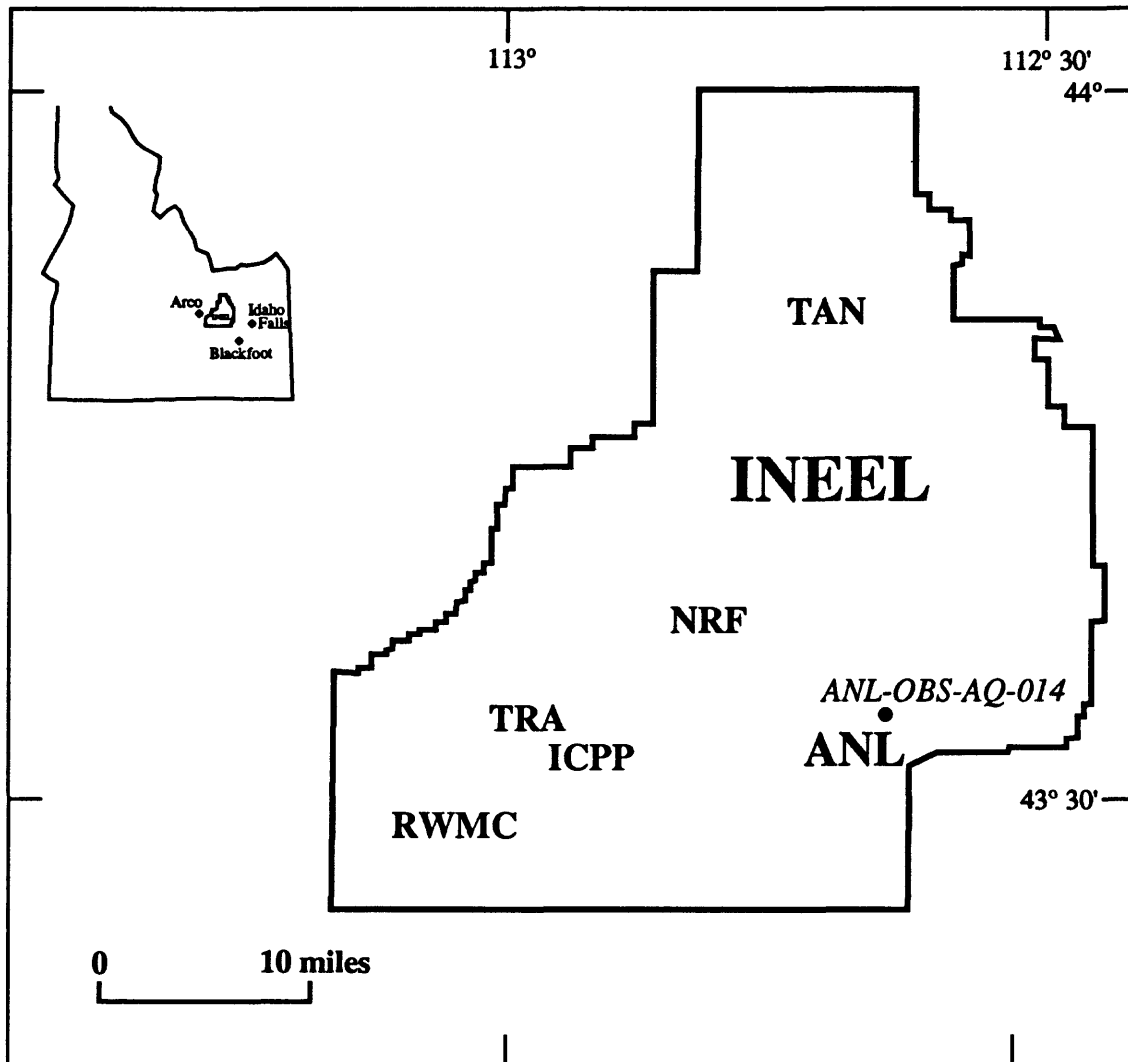 113°
112° 30'
44°
Arco
Idaho
Falls
Blackfoot
TAN
INEEL
NRF
ANL-OBS-AQ-014
TRA
ANL
ICPP
43° 30'
RWMC
0 10 miles